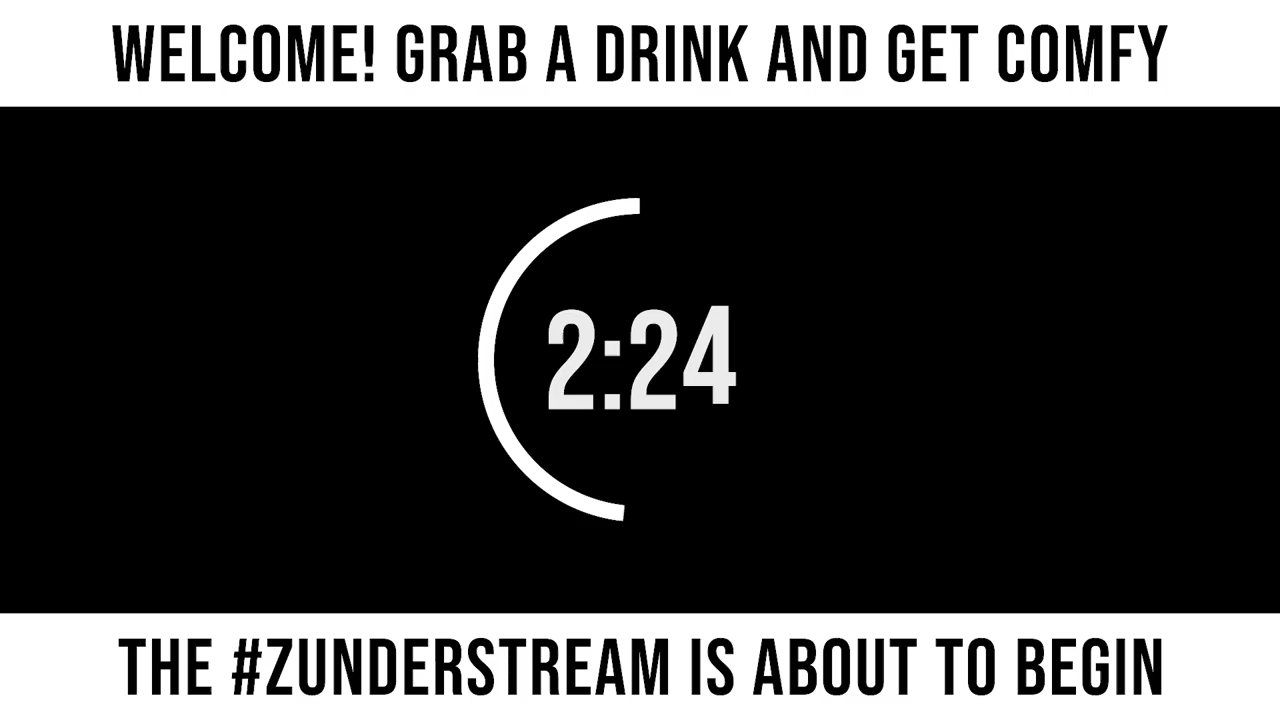 WELCOME! GRAB A DRINK AND GET COMFY
2:24
THE #ZUNDERSTREAM IS ABOUT TO BEGIN